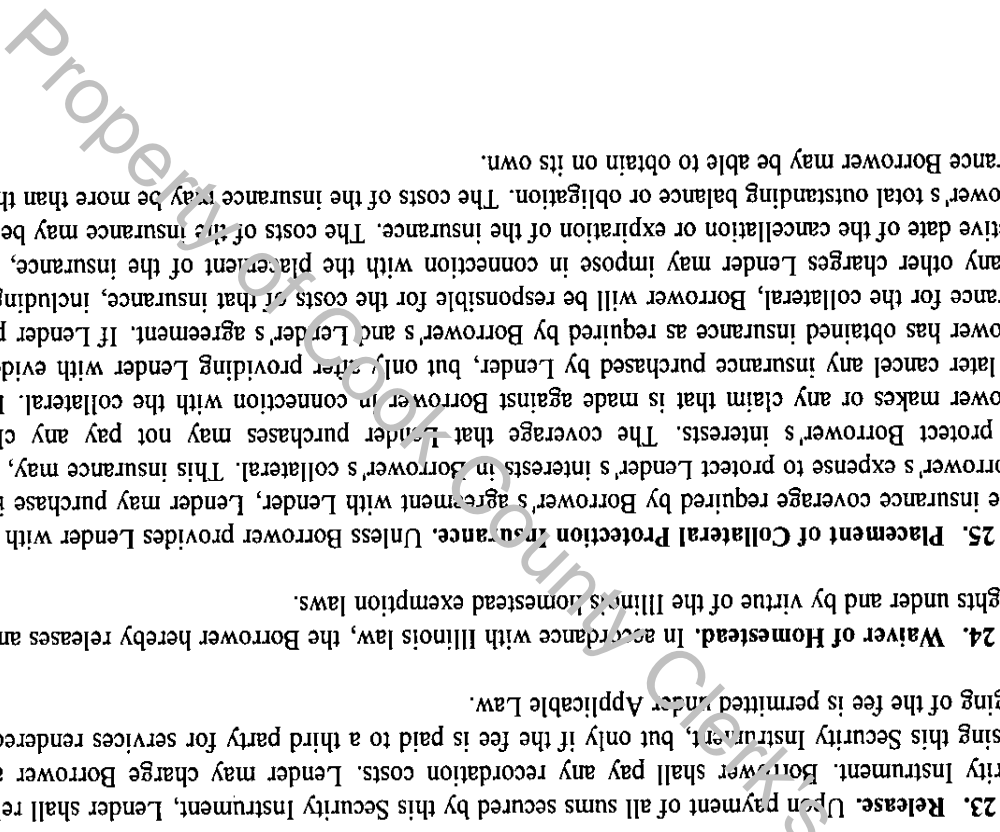 23. Release. Upon payment of all sums secured by this Security Instrument, Lender shall re
rity Instrument. Borrower shall pay any recordation costs. Lender may charge Borrower
sing this Security Instrument, but only if the fee is paid to a third party for services rendered
ging of the fee is permitted under Applicable Law.
24. Waiver of Homestead. In accordance with Illinois law, the Borrower hereby releases an
ghts under and by virtue of the Illinois homestead exemption laws.
25. Placement of Collateral Protection Insurance. Unless Borrower provides Lender with
e insurance coverage required by Borrower's agreement with Lender, Lender may purchase
rrower's expense to protect Lender's interests in Borrower's collateral. This insurance may,
protect Borrower's interests. The coverage that Lender purchases may not pay any cl
ower makes or any claim that is made against Borrower in connection with the collateral.
later cancel any insurance purchased by Lender, but only after providing Lender with evid
ower has obtained insurance as required by Borrower's and Lender's agreement. If Lender p
rance for the collateral, Borrower will be responsible for the costs of that insurance, including
any other charges Lender may impose in connection with the placement of the insurance,
tive date of the cancellation or expiration of the insurance. The costs of the insurance may be
ower's total outstanding balance or obligation. The costs of the insurance may be more than th
rance Borrower may be able to obtain on its own.
Property of Cook County Clerk's